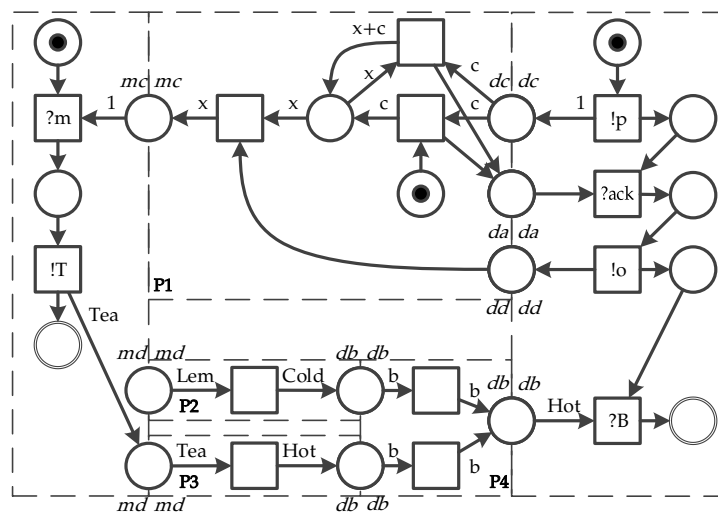 x+c
mc mc
x
c
dc dc
?m
1
x
x
c
c
1
!p
?ack
da da
!T
P1
!o
dd dd
Tea
md md
db db
Lem
Cold
b
db db
P2
b
Hot
?B
Tea
Hot
b
b
P3
P4
md md
db db